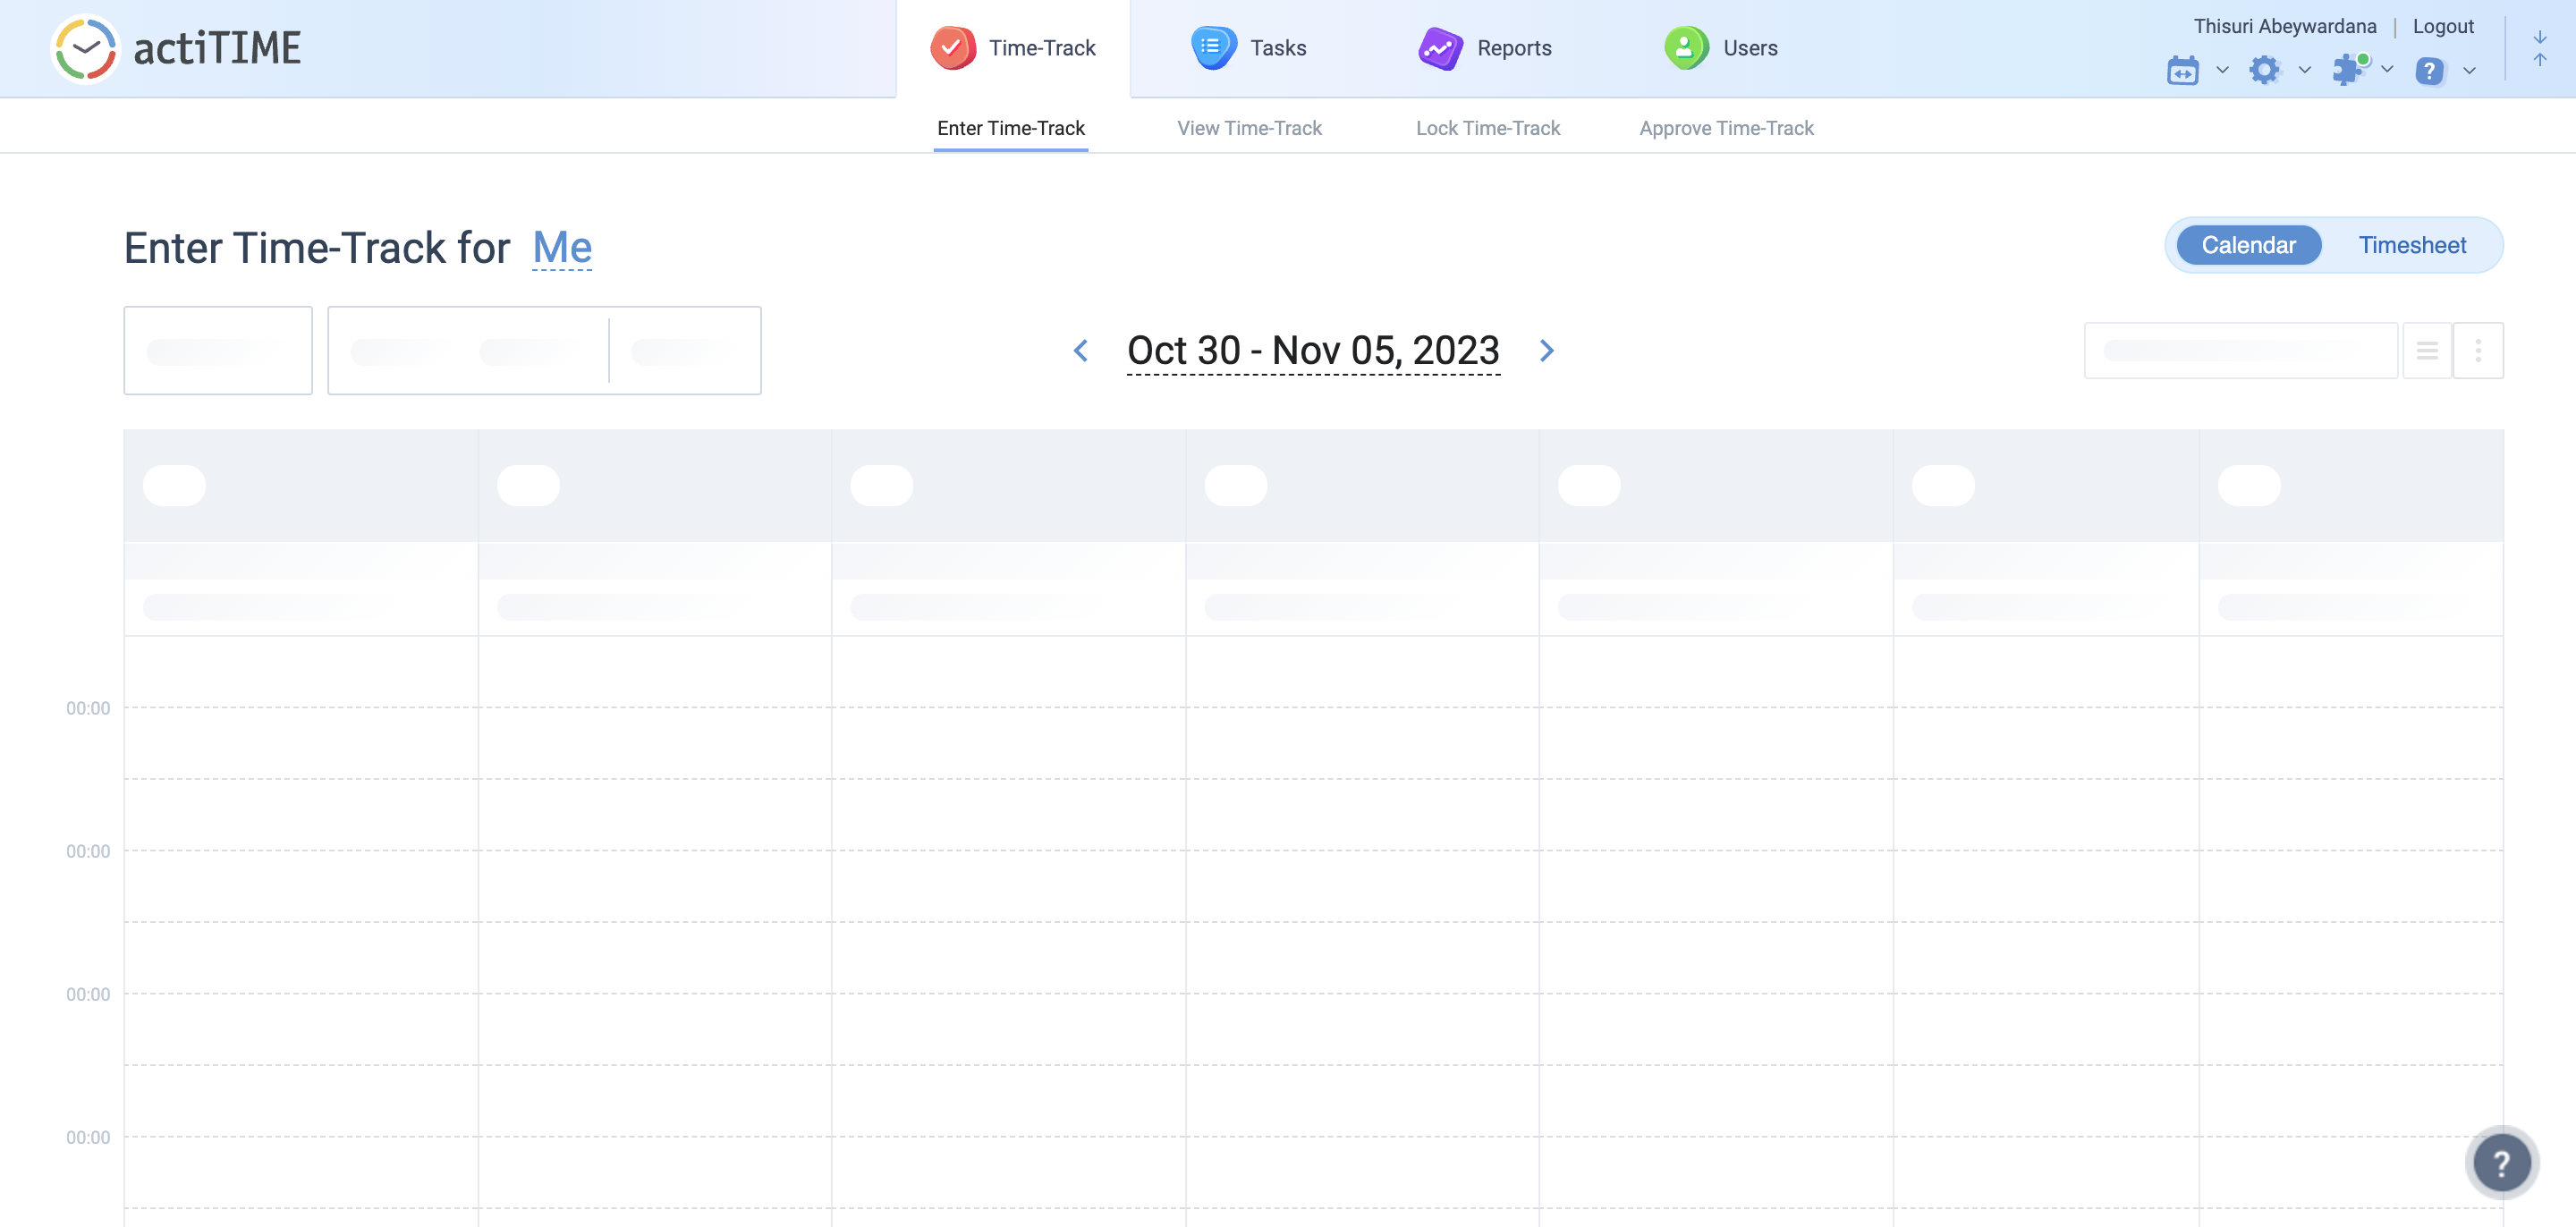 actiTIME
Time-Track
Tasks
Reports
Users
Thisuri Abeywardana | Logout
?
Enter Time-Track
View Time-Track
Lock Time-Track
Approve Time-Track
Enter Time-Track for Me
Calendar
Timesheet
Oct 30 - Nov 05, 2023
00:00
00:00
00:00
00:00
?